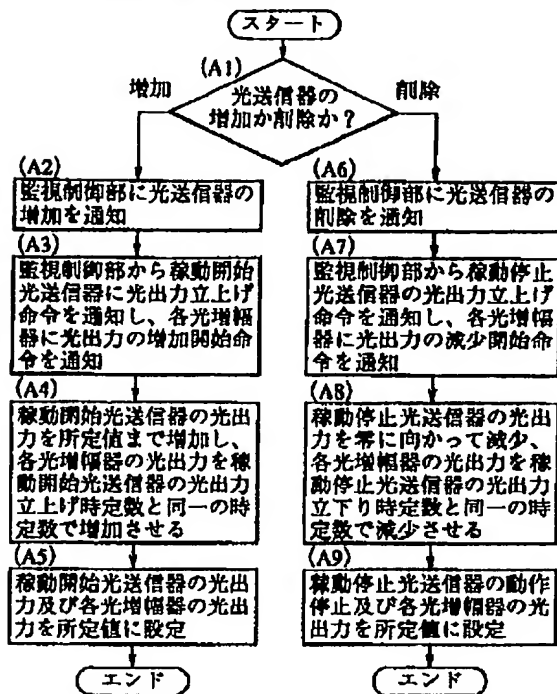 スタート
(A1)
光送信器の
増加か削除か？
増加
削除
(A2)
監視制御部に光送信器の
増加を通知
(A3)
監視制御部から稼動開始
光送信器に光出力立上げ
命令を通知し、各光増幅
器に光出力の増加開始命
令を通知
(A4)
稼動開始光送信器の光出
力を所定値まで増加し、
各光増幅器の光出力を稼
動開始光送信器の光出力
立上げ時定数と同一の時
定数で増加させる
(A5)
稼動開始光送信器の光出
力及び各光増幅器の光出
力を所定値に設定
エンド
(A6)
監視制御部に光送信器の
削除を通知
(A7)
監視制御部から稼動停止
光送信器の光出力立上げ
命令を通知し、各光増幅
器に光出力の減少開始命
令を通知
(A8)
稼動停止光送信器の光出
力を零に向かって減少、
各光増幅器の光出力を稼
動停止光送信器の光出力
立下り時定数と同一の時
定数で減少させる
(A9)
稼動停止光送信器の動作
停止及び各光増幅器の光
出力を所定値に設定
エンド